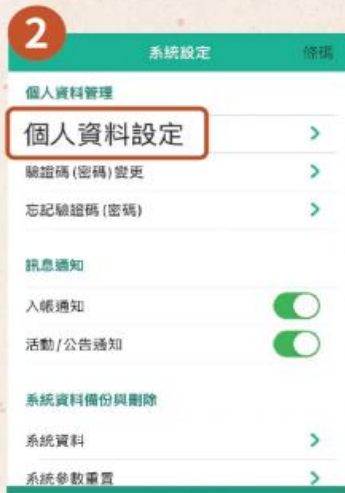 2
系統設定 條碼
個人資料管理
個人資料設定
驗證碼(密碼)變更
忘記驗證碼(密碼)
訊息通知
入帳通知
活動/公告通知
系統資料備份與刪除
系統資料
系統參數重置